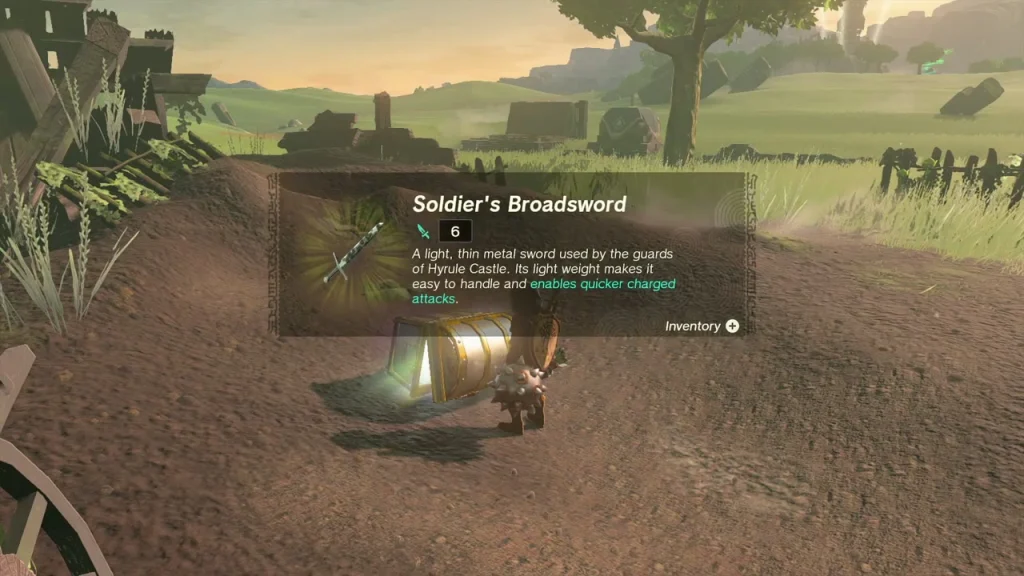 Soldier's Broadsword
6
A light, thin metal sword used by the guards
of Hyrule Castle. Its light weight makes it
easy to handle and enables quicker charged
attacks.
Inventory +